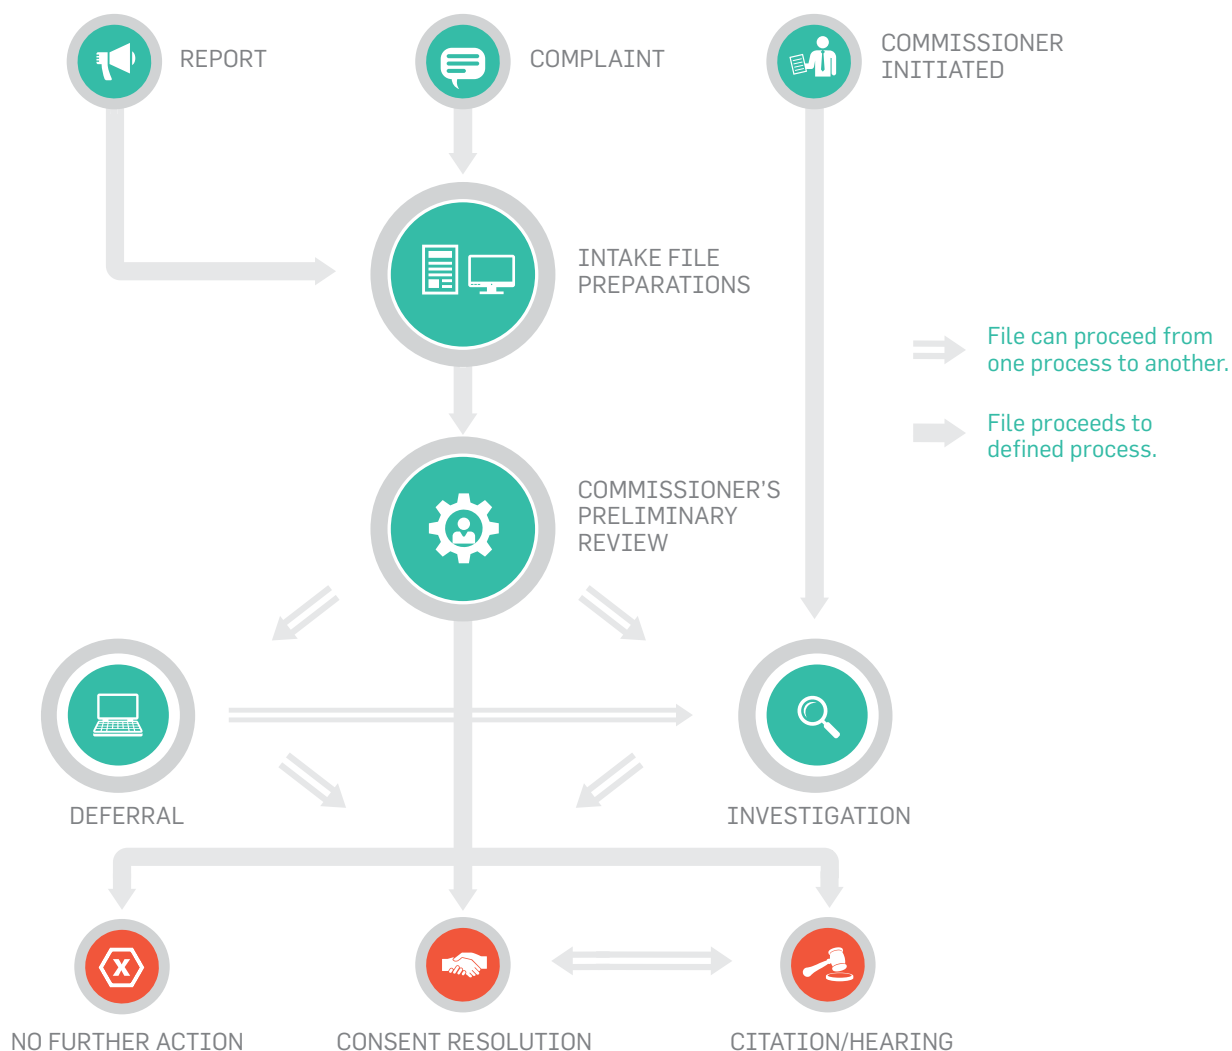 REPORT
COMPLAINT
COMMISSIONER
INITIATED
INTAKE FILE
PREPARATIONS
File can proceed from
one process to another.
File proceeds to
defined process.
COMMISSIONER’S
PRELIMINARY
REVIEW
DEFERRAL
INVESTIGATION
X
NO FURTHER ACTION
CONSENT RESOLUTION
CITATION/HEARING